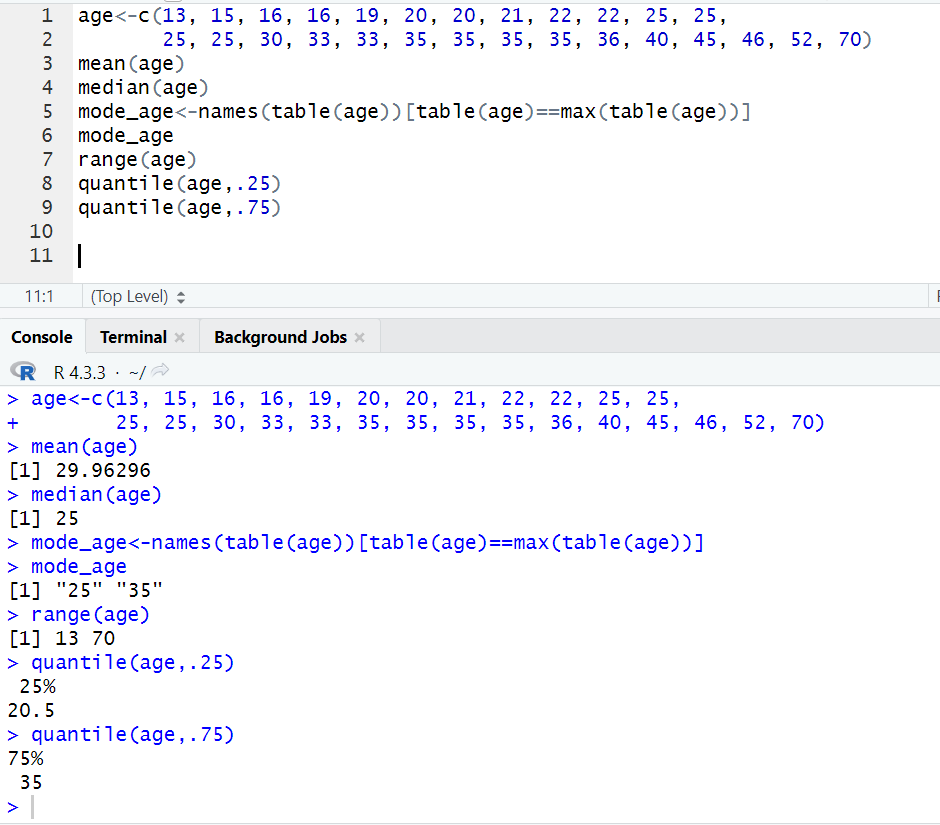 1 age<-c(13, 15, 16, 16, 19, 20, 20, 21, 22, 22, 25, 25,
2 25, 25, 30, 33, 33, 35, 35, 35, 35, 36, 40, 45, 46, 52, 70)
3 mean(age)
4 median(age)
5 mode_age<-names(table(age))[table(age)==max(table(age))]
6 mode_age
7 range(age)
8 quantile(age,.25)
9 quantile(age,.75)
10
11
11:1 (Top Level)
Console Terminal Background Jobs
R R 4.3.3 · ~/
> age<-c(13, 15, 16, 16, 19, 20, 20, 21, 22, 22, 25, 25,
+ 25, 25, 30, 33, 33, 35, 35, 35, 35, 36, 40, 45, 46, 52, 70)
> mean(age)
[1] 29.96296
> median(age)
[1] 25
> mode_age<-names(table(age))[table(age)==max(table(age))]
> mode_age
[1] "25" "35"
> range(age)
[1] 13 70
> quantile(age,.25)
25%
20.5
> quantile(age,.75)
75%
35
>